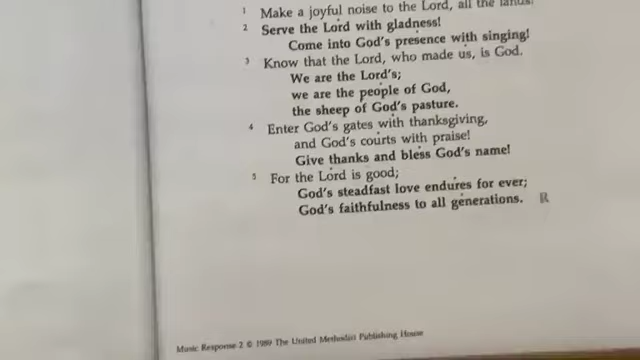 1 Make a joyful noise to the Lord, all the lands!
2 Serve the Lord with gladness!
Come into God's presence with singing!
3 Know that the Lord, who made us, is God.
We are the Lord's;
we are the people of God,
the sheep of God's pasture.
4 Enter God's gates with thanksgiving,
and God's courts with praise!
Give thanks and bless God's name!
5 For the Lord is good;
God's steadfast love endures for ever;
God's faithfulness to all generations. R
Music Response 2 © 1989 The United Methodist Publishing House